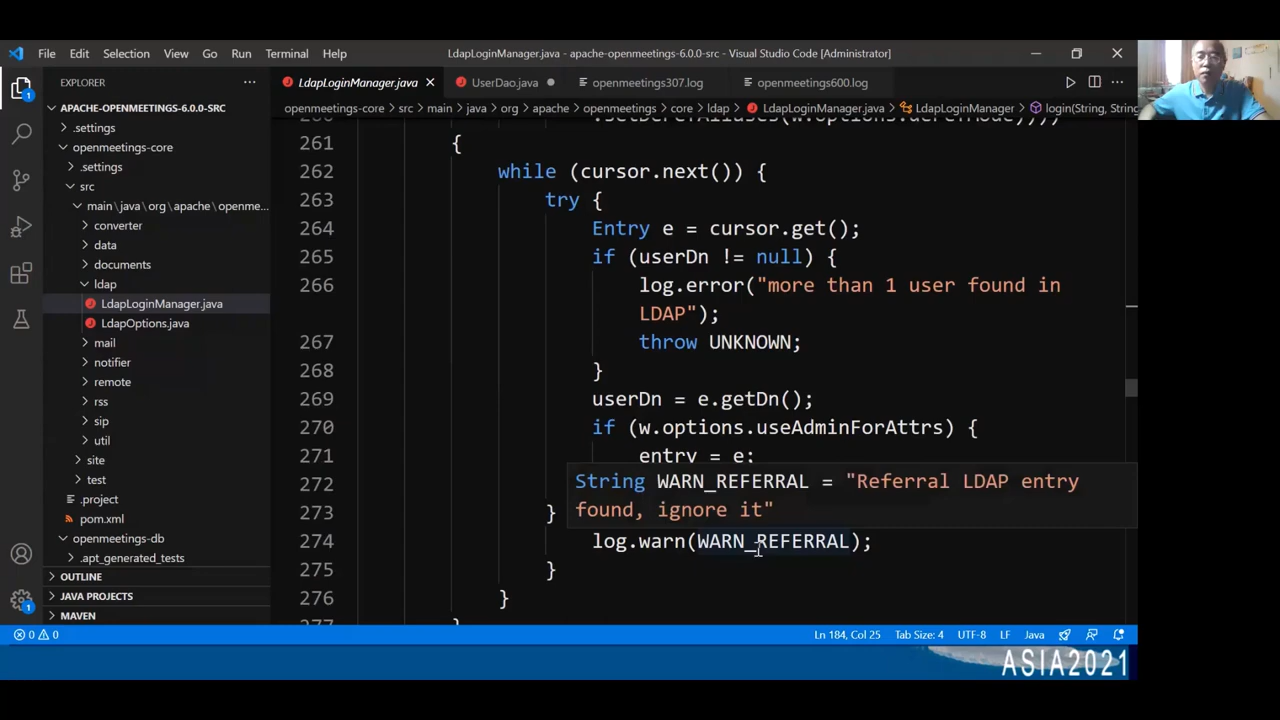 File Edit Selection View Go Run Terminal Help LdapLoginManager.java - apache-openmeetings-6.0.0-src - Visual Studio Code [Administrator]
EXPLORER
LdapLoginManager.java
UserDao.java
openmeetings307.log
openmeetings600.log
openmeetings-core > src > main > java > org > apache > openmeetings > core > ldap > LdapLoginManager.java > LdapLoginManager > login(String, String
APACHE-OPENMEETINGS-6.0.0-SRC
.settings
openmeetings-core
.settings
src
main\java\org\apache\openme...
converter
data
documents
ldap
LdapLoginManager.java
LdapOptions.java
mail
notifier
remote
rss
sip
util
site
test
.project
pom.xml
openmeetings-db
.apt_generated_tests
OUTLINE
JAVA PROJECTS
MAVEN
260 .setDerefAliases(w.options.derefMode))))
261 {
262 while (cursor.next()) {
263 try {
264 Entry e = cursor.get();
265 if (userDn != null) {
266 log.error("more than 1 user found in
LDAP");
267 throw UNKNOWN;
268 }
269 userDn = e.getDn();
270 if (w.options.useAdminForAttrs) {
271 entry = e;
272
String WARN_REFERRAL = "Referral LDAP entry
found, ignore it"
273 }
274 log.warn(WARN_REFERRAL);
275 }
276 }
277 }
0 0 Ln 184, Col 25 Tab Size: 4 UTF-8 LF Java
ASIA2021